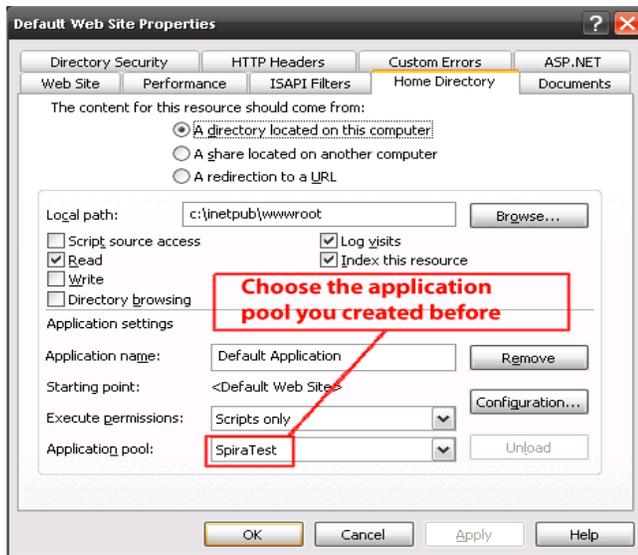 Default Web Site Properties
Directory Security HTTP Headers Custom Errors ASP.NET
Web Site Performance ISAPI Filters Home Directory Documents
The content for this resource should come from:
A directory located on this computer
A share located on another computer
A redirection to a URL
Local path: c:\inetpub\wwwroot Browse...
Script source access Log visits
Read Index this resource
Write
Directory browsing
Choose the application
pool you created before
Application settings
Application name: Default Application Remove
Starting point: <Default Web Site>
Configuration...
Execute permissions: Scripts only
Application pool: SpiraTest Unload
OK Cancel Apply Help